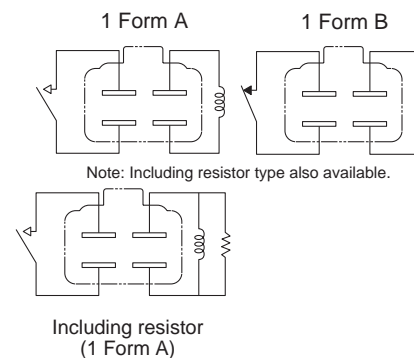 1 Form A
1 Form B
Note: Including resistor type also available.
Including resistor
(1 Form A)